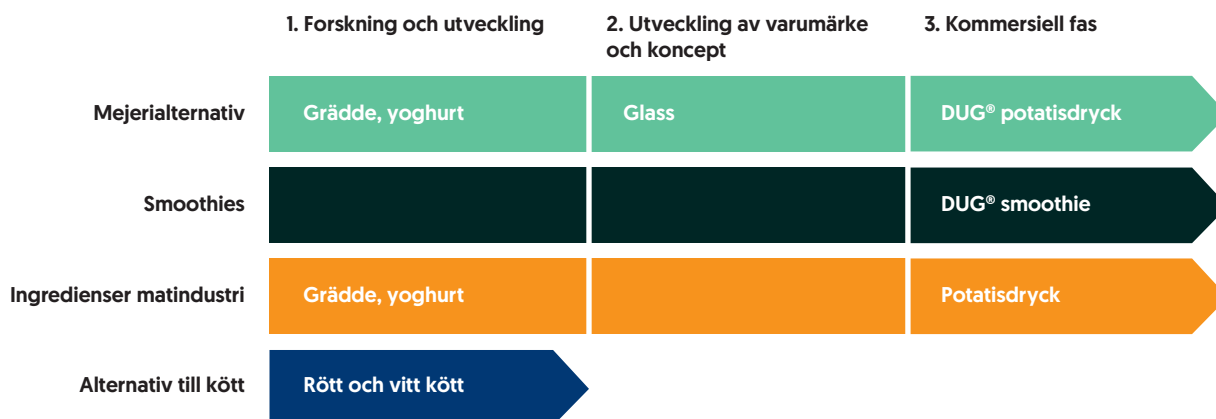 1. Forskning och utveckling
2. Utveckling av varumärke
och koncept
3. Kommersiell fas
Mejerialternativ
Grädde, yoghurt
Glass
DUG® potatisdryck
Smoothies
DUG® smoothie
Ingredienser matindustri
Grädde, yoghurt
Potatisdryck
Alternativ till kött
Rött och vitt kött